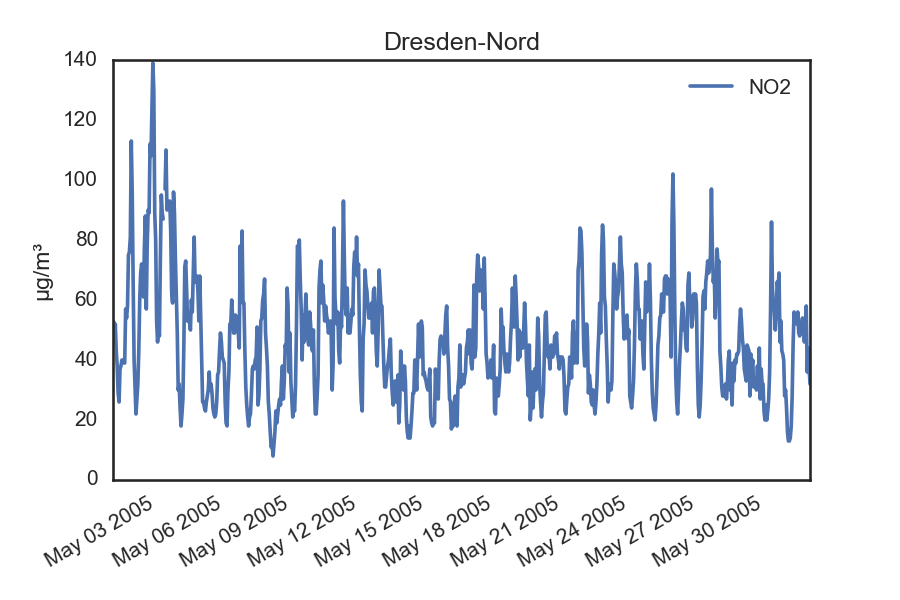 Dresden-Nord
NO2
µg/m³
140
120
100
80
60
40
20
0
May 03 2005
May 06 2005
May 09 2005
May 12 2005
May 15 2005
May 18 2005
May 21 2005
May 24 2005
May 27 2005
May 30 2005